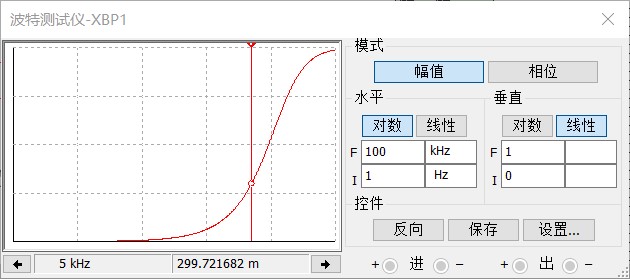 波特测试仪-XBP1
模式
幅值 相位
水平 垂直
对数 线性 对数 线性
F 100 kHz F 1
I 1 Hz I 0
控件
反向 保存 设置...
5 kHz 299.721682 m
+ 进 − + 出 −